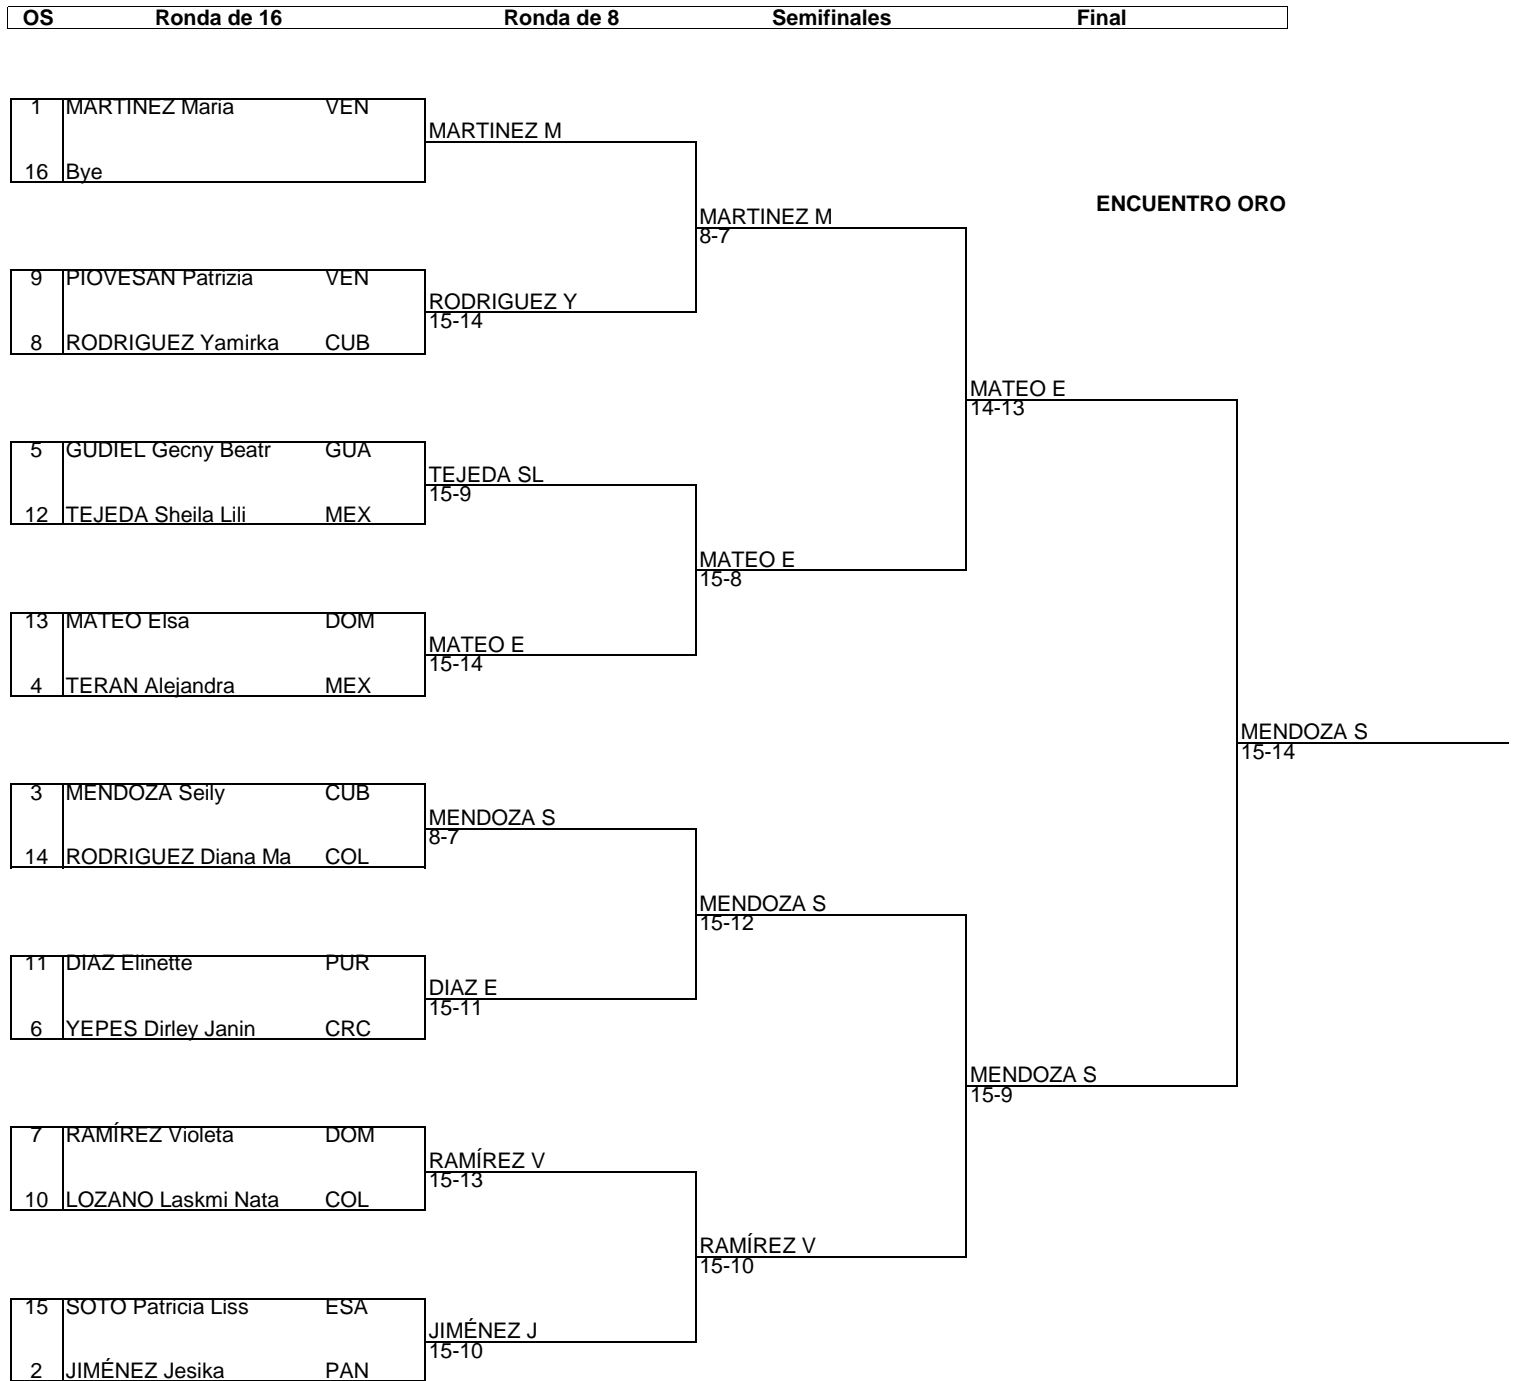 OS Ronda de 16 Ronda de 8 Semifinales Final
1 MARTINEZ Maria VEN
MARTINEZ M
16 Bye
ENCUENTRO ORO
MARTINEZ M
8-7
9 PIOVESAN Patrizia VEN
RODRIGUEZ Y
15-14
8 RODRIGUEZ Yamirka CUB
MATEO E
14-13
5 GUDIEL Gecny Beatr GUA
TEJEDA SL
15-9
12 TEJEDA Sheila Lili MEX
MATEO E
15-8
13 MATEO Elsa DOM
MATEO E
15-14
4 TERAN Alejandra MEX
MENDOZA S
15-14
3 MENDOZA Seily CUB
MENDOZA S
8-7
14 RODRIGUEZ Diana Ma COL
MENDOZA S
15-12
11 DIAZ Elinette PUR
DIAZ E
15-11
6 YEPES Dirley Janin CRC
MENDOZA S
15-9
7 RAMÍREZ Violeta DOM
RAMÍREZ V
15-13
10 LOZANO Laskmi Nata COL
RAMÍREZ V
15-10
15 SOTO Patricia Liss ESA
JIMÉNEZ J
15-10
2 JIMÉNEZ Jesika PAN